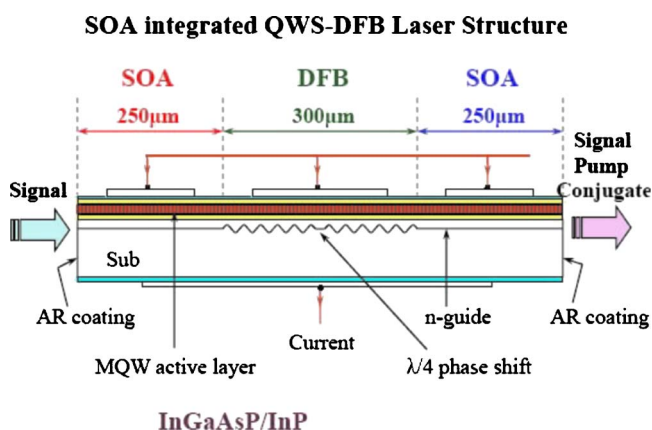 SOA integrated QWS-DFB Laser Structure
SOA DFB SOA
250μm 300μm 250μm
Signal
Pump
Conjugate
Signal
Sub
AR coating
n-guide
AR coating
Current
MQW active layer
λ/4 phase shift
InGaAsP/InP